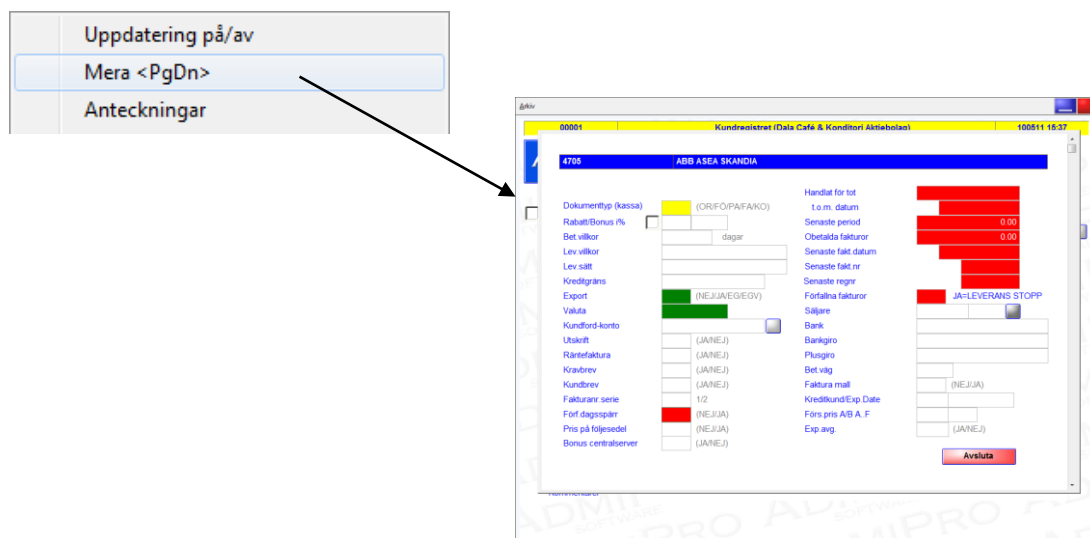 Uppdatering på/av
Mera <PgDn>
Anteckningar
Arkiv
00001 Kundregistret (Dala Café & Konditori Aktiebolag) 100511 15:37
4705 ABB ASEA SKANDIA
Handlat för tot
Dokumenttyp (kassa) (OR/FÖ/PA/FA/KO) t.o.m. datum
Rabatt/Bonus i% Senaste period 0.00
Bet.villkor dagar Obetalda fakturor 0.00
Lev.villkor Senaste fakt.datum
Lev.sätt Senaste fakt.nr
Kreditgräns Senaste regnr
Export (NEJ/JA/EG/EGV) Förfallna fakturor JA=LEVERANS STOPP
Valuta Säljare
Kundford-konto Bank
Utskrift (JA/NEJ) Bankgiro
Räntefaktura (JA/NEJ) Plusgiro
Kravbrev (JA/NEJ) Bet.väg
Kundbrev (JA/NEJ) Faktura mall (NEJ/JA)
Fakturanr.serie 1/2 Kreditkund/Exp.Date
Förf.dagsspärr (NEJ/JA) Förs.pris A/B A..F
Pris på följesedel (NEJ/JA) Exp.avg. (JA/NEJ)
Bonus centralserver (JA/NEJ)
Avsluta
Kommentarer